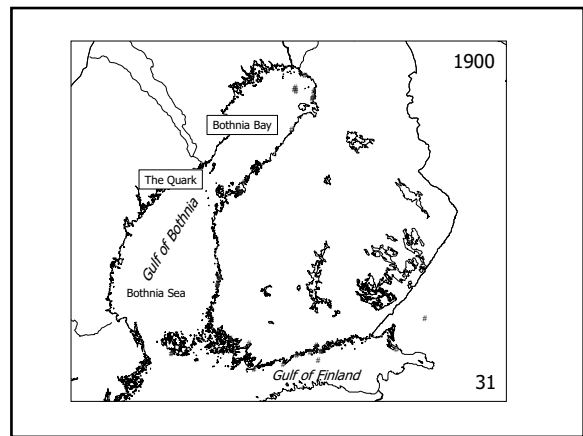 1900
Bothnia Bay
The Quark
Gulf of Bothnia
Bothnia Sea
Gulf of Finland
31